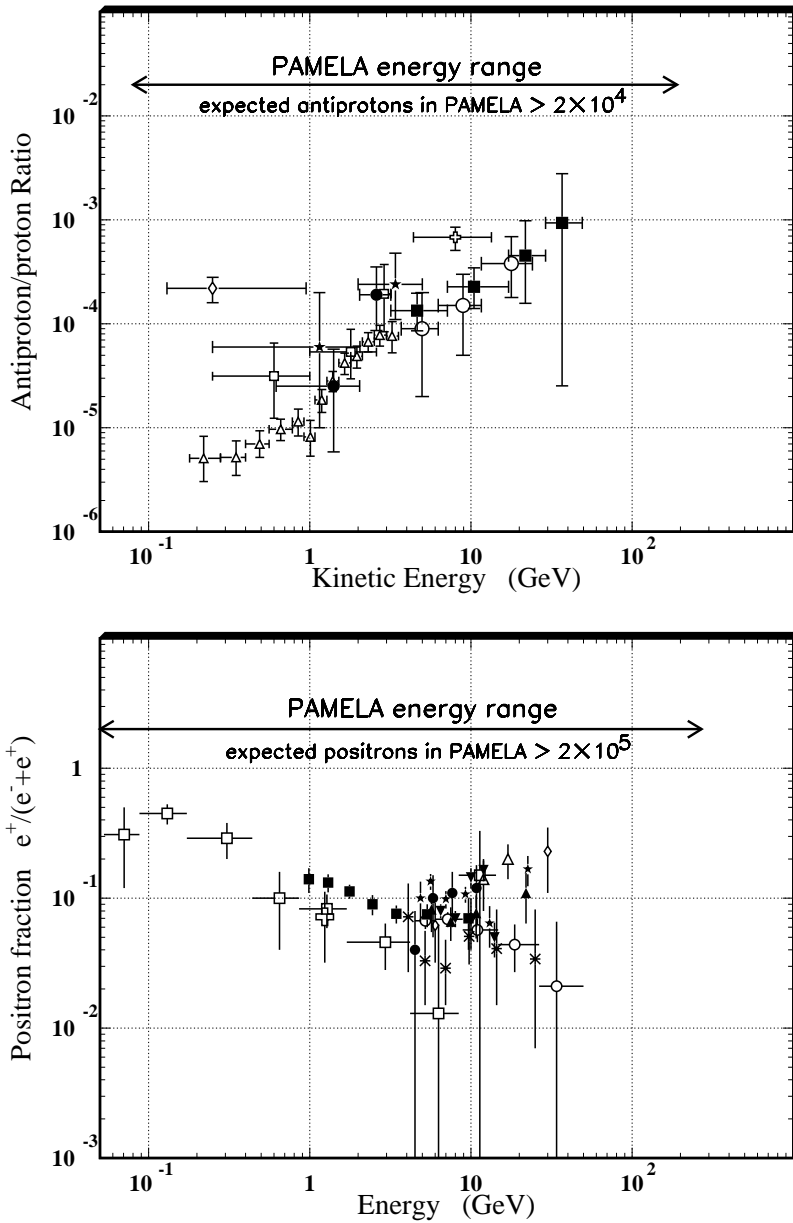 PAMELA energy range
expected antiprotons in PAMELA > 2×10^4
Antiproton/proton Ratio
10^-2
10^-3
10^-4
10^-5
10^-6
10^-1
1
10
10^2
Kinetic Energy (GeV)
PAMELA energy range
expected positrons in PAMELA > 2×10^5
Positron fraction e^+/(e^-+e^+)
1
10^-1
10^-2
10^-3
10^-1
1
10
10^2
Energy (GeV)